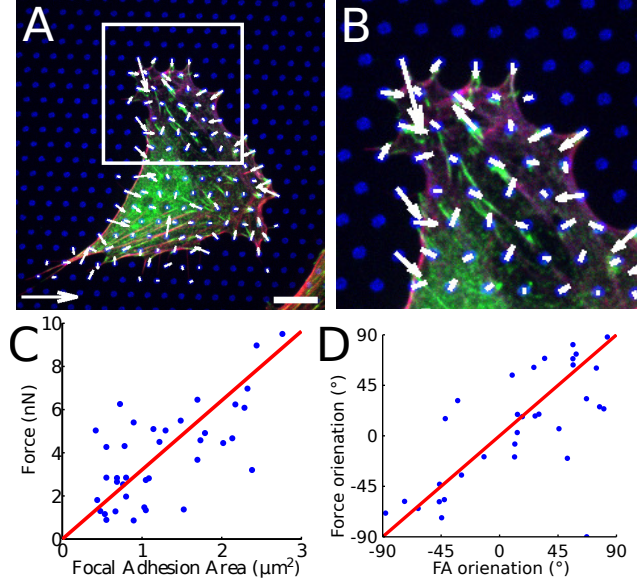 A
B
C
10
8
6
4
2
0
Force (nN)
0
1
2
3
Focal Adhesion Area (μm²)
D
90
45
0
-45
-90
Force orienation (°)
-90
-45
0
45
90
FA orienation (°)